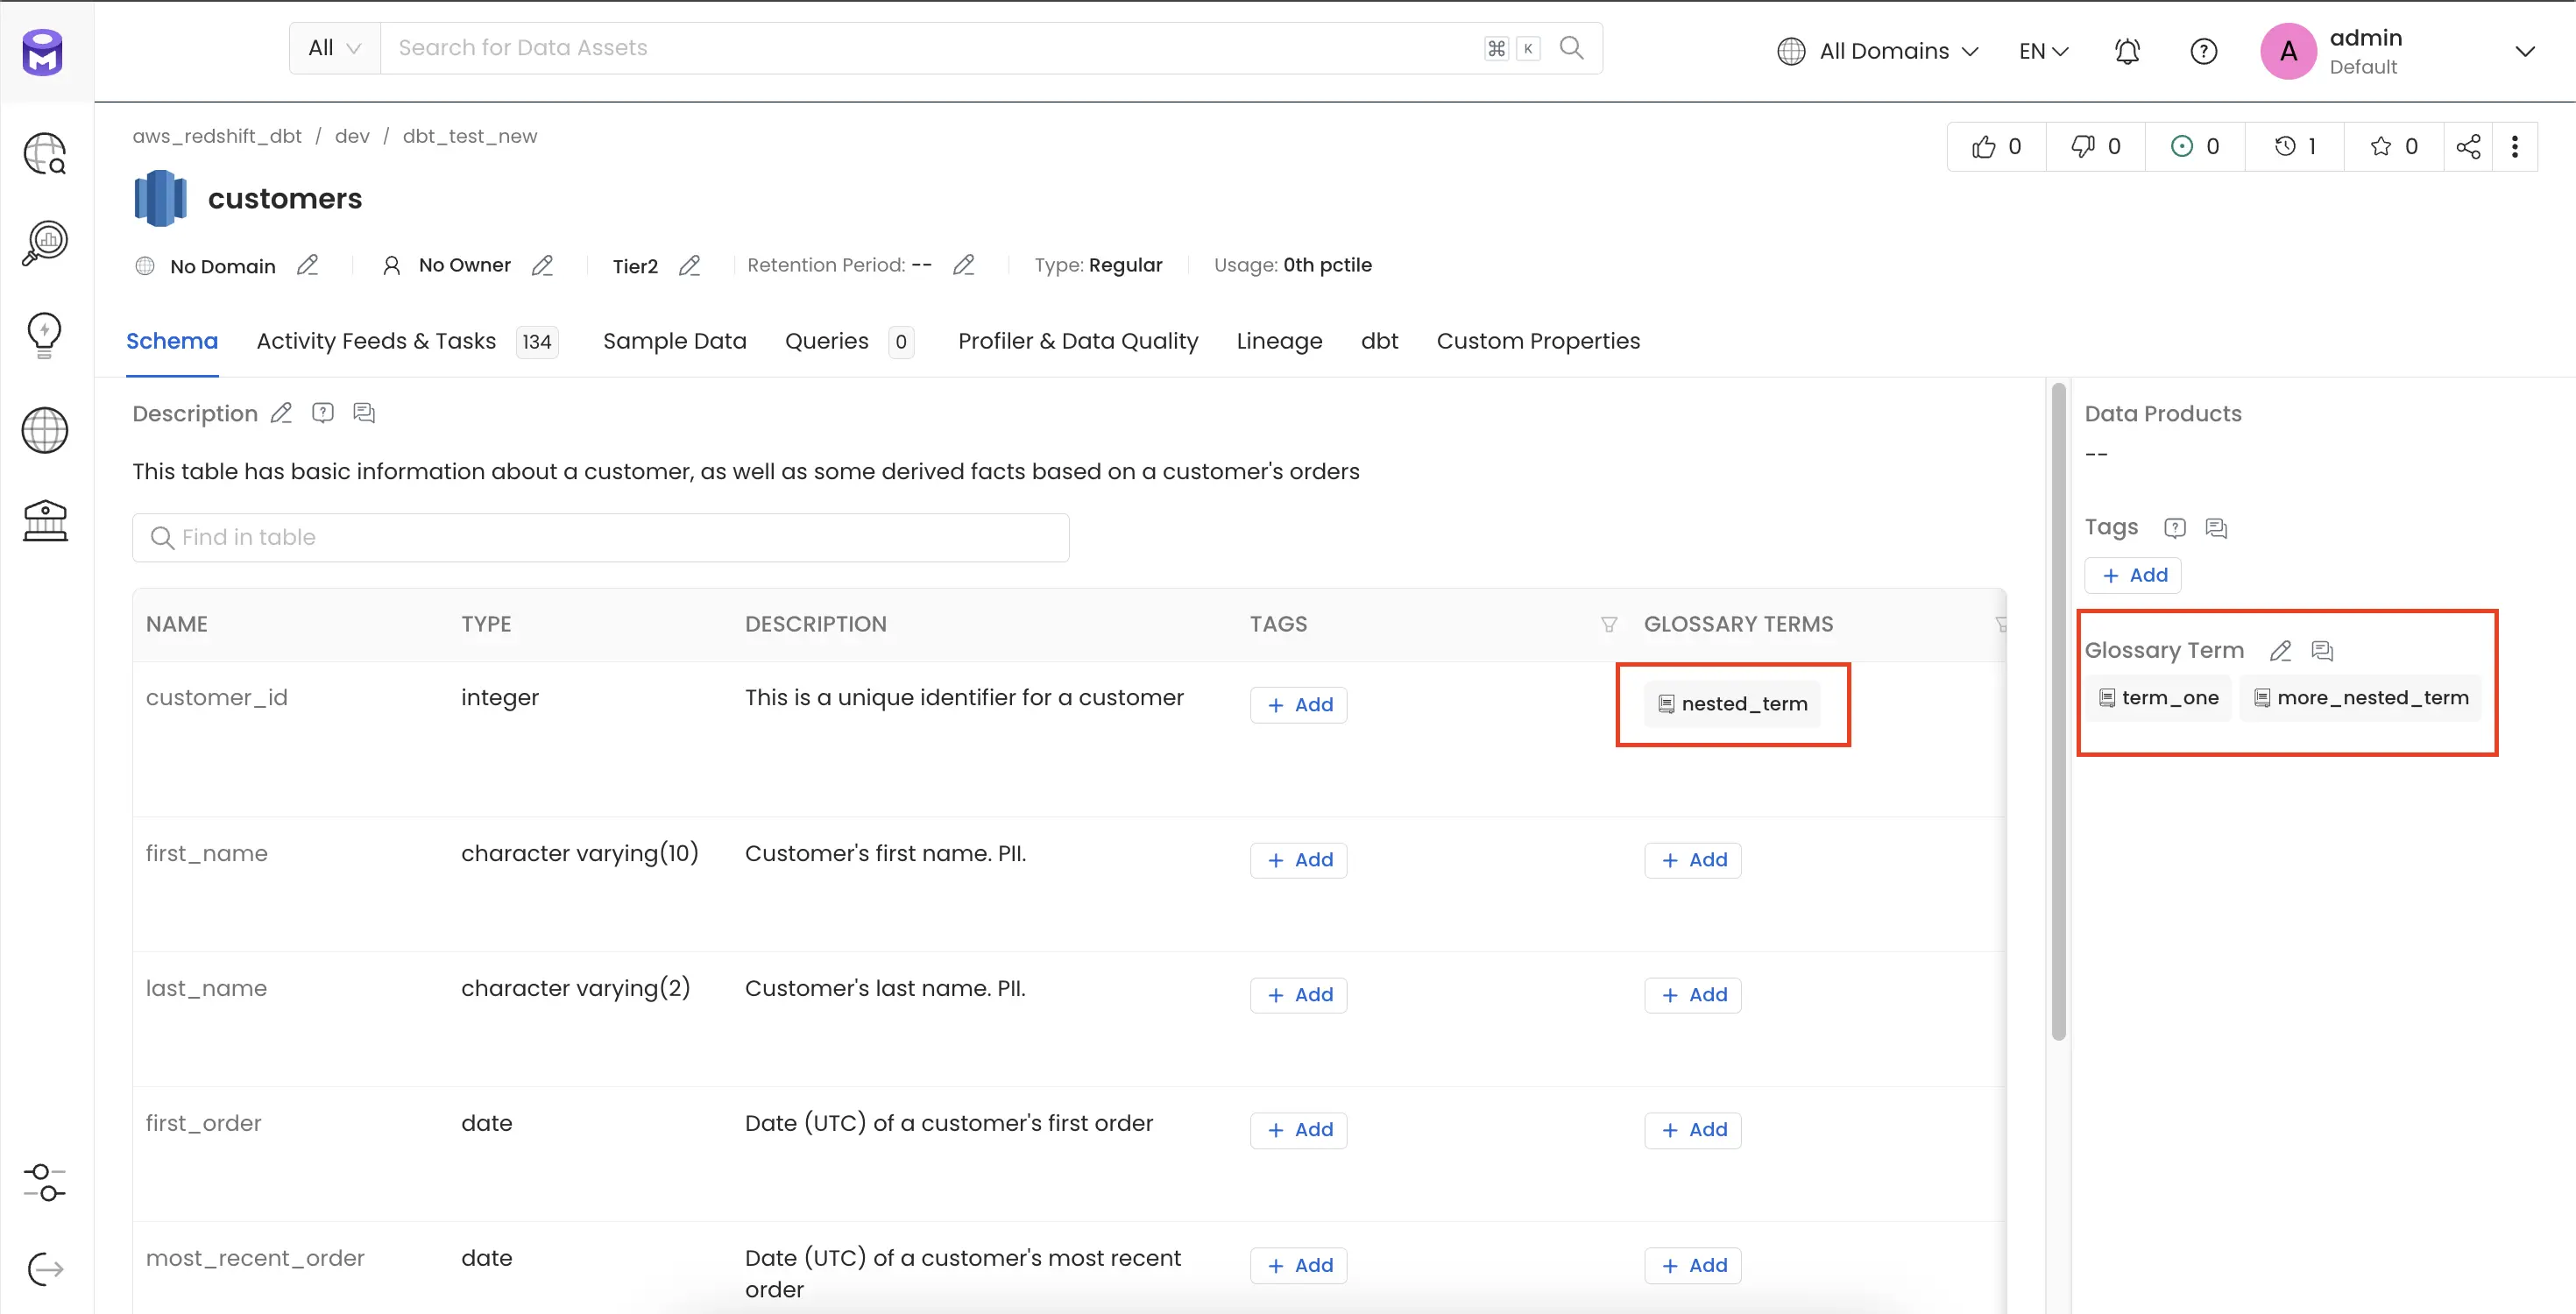 All Search for Data Assets ⌘ K All Domains EN A admin
Default
aws_redshift_dbt / dev / dbt_test_new
0 0 0 1 0
customers
No Domain No Owner Tier2 Retention Period: -- Type: Regular Usage: 0th pctile
Schema Activity Feeds & Tasks 134 Sample Data Queries 0 Profiler & Data Quality Lineage dbt Custom Properties
Description
This table has basic information about a customer, as well as some derived facts based on a customer's orders
Find in table
NAME TYPE DESCRIPTION TAGS GLOSSARY TERMS
customer_id integer This is a unique identifier for a customer + Add nested_term
first_name character varying(10) Customer's first name. PII. + Add + Add
last_name character varying(2) Customer's last name. PII. + Add + Add
first_order date Date (UTC) of a customer's first order + Add + Add
most_recent_order date Date (UTC) of a customer's most recent + Add + Add
order
Data Products
--
Tags
+ Add
Glossary Term
term_one more_nested_term